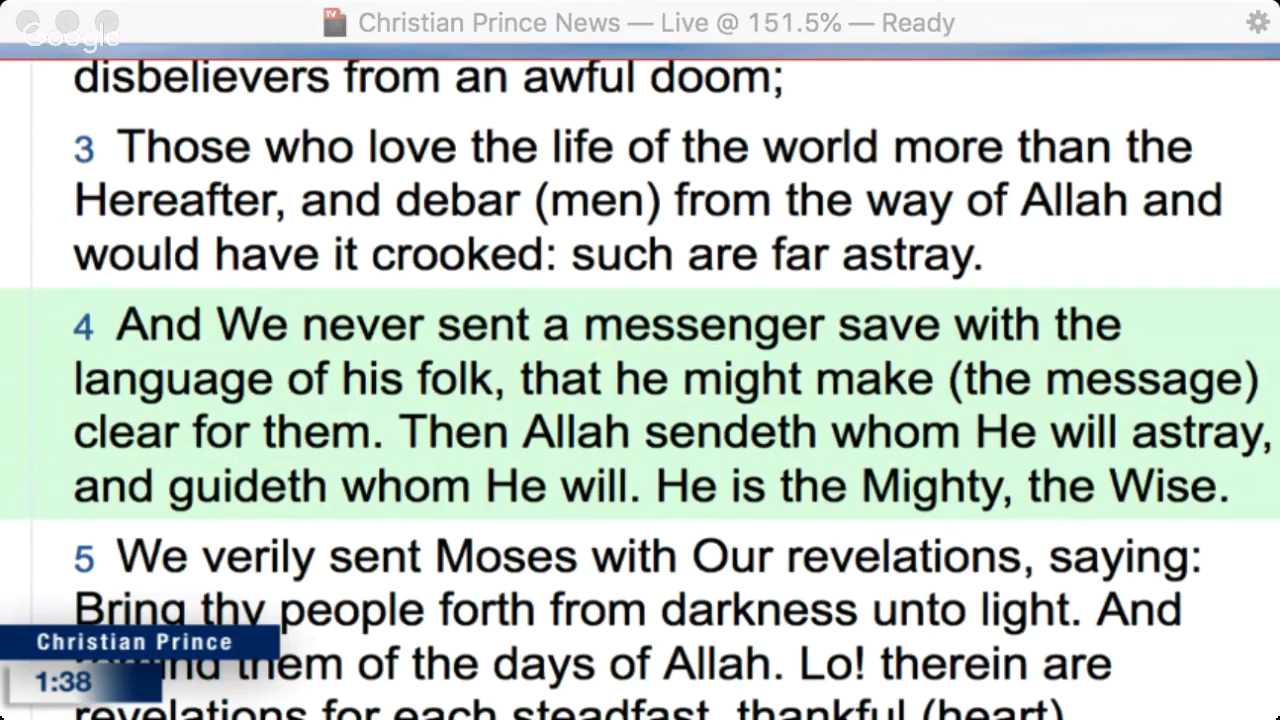 Christian Prince News — Live @ 151.5% — Ready
Google
disbelievers from an awful doom;
3 Those who love the life of the world more than the
Hereafter, and debar (men) from the way of Allah and
would have it crooked: such are far astray.
4 And We never sent a messenger save with the
language of his folk, that he might make (the message)
clear for them. Then Allah sendeth whom He will astray,
and guideth whom He will. He is the Mighty, the Wise.
5 We verily sent Moses with Our revelations, saying:
Bring thy people forth from darkness unto light. And
them of the days of Allah. Lo! therein are
revelations for each steadfast, thankful (heart).
Christian Prince
1:38